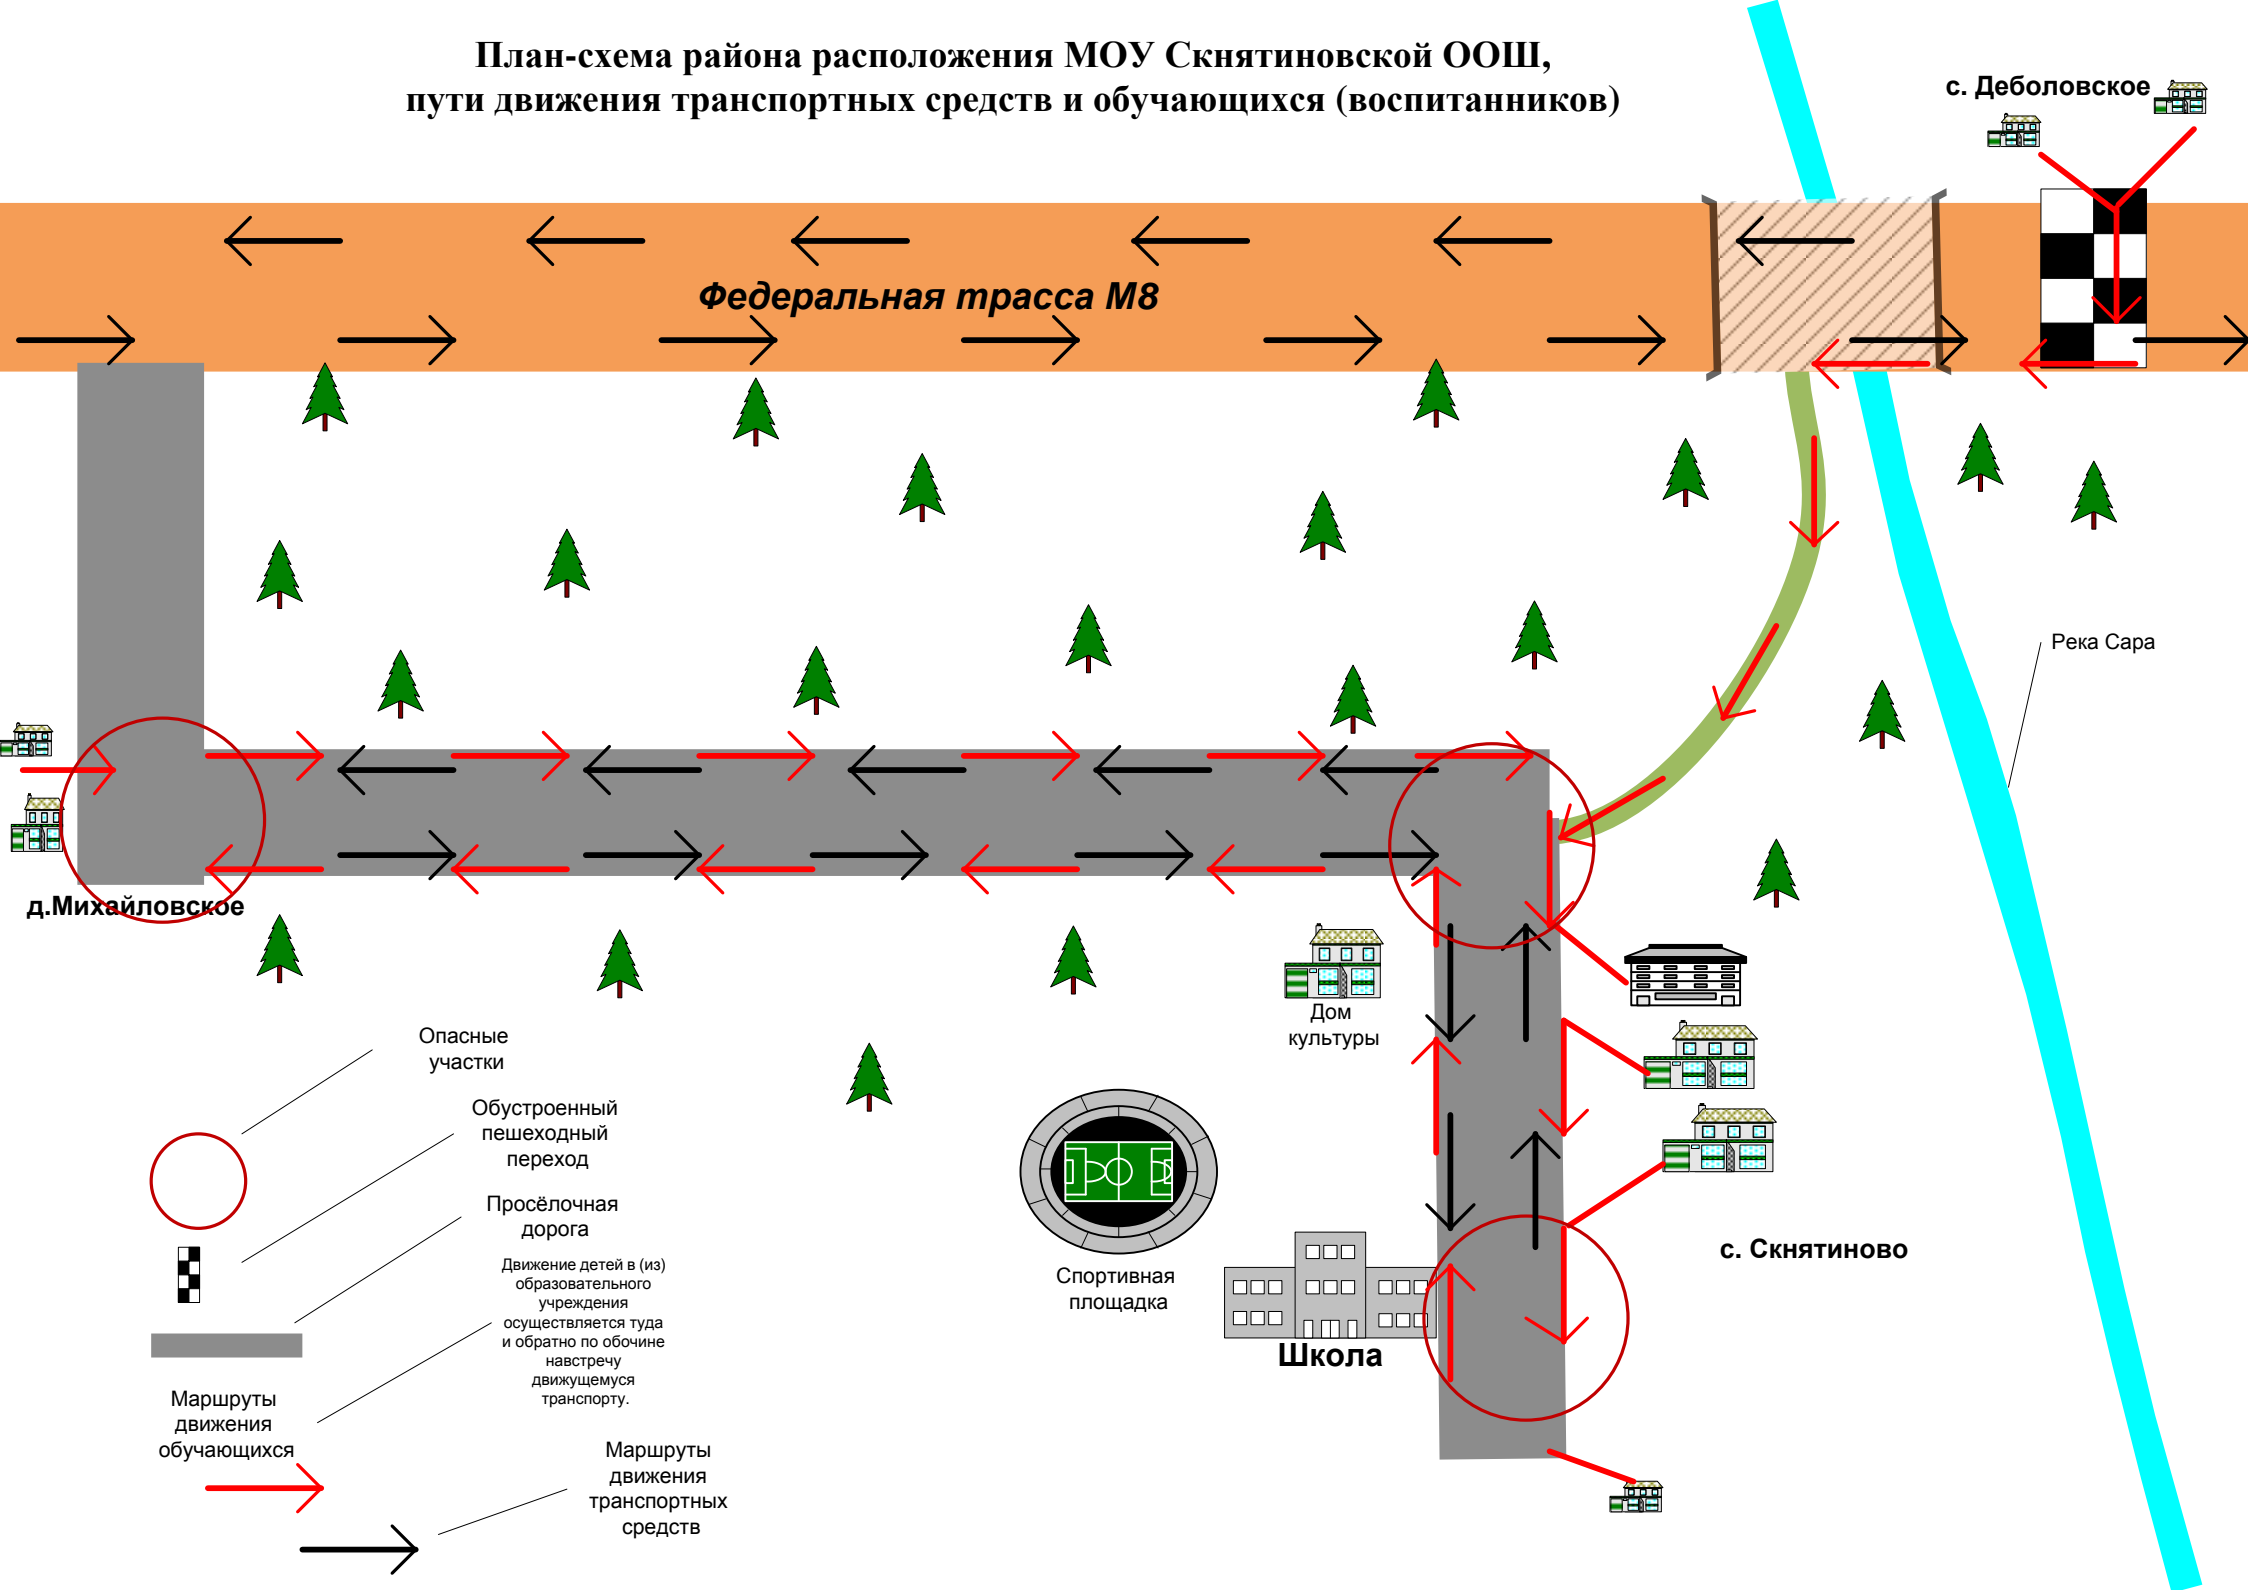 План-схема района расположения МОУ Скнятиновской ООШ,
пути движения транспортных средств и обучающихся (воспитанников)
с. Деболовское
Федеральная трасса М8
Река Сара
д.Михайловское
Дом
культуры
Опасные
участки
Обустроенный
пешеходный
переход
Просёлочная
дорога
Движение детей в (из)
образовательного
учреждения
осуществляется туда
и обратно по обочине
навстречу
движущемуся
транспорту.
Спортивная
площадка
с. Скнятиново
Школа
Маршруты
движения
обучающихся
Маршруты
движения
транспортных
средств